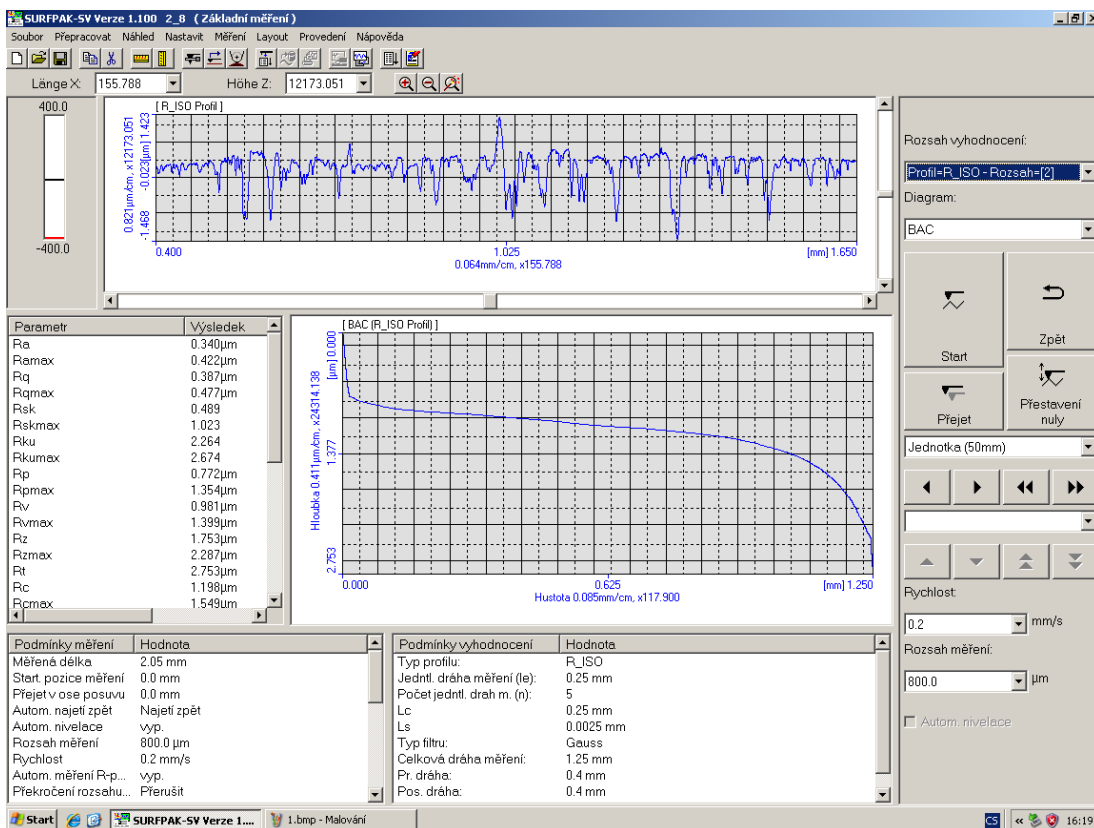 SURFPAK-SV Verze 1.100   2_8   ( Základní měření )
Soubor Přepracovat Náhled Nastavit Měření Layout Provedení Nápověda
Länge X: 155.788 Höhe Z: 12173.051
400.0
-400.0
[ R_ISO Profil ]
0.821µm/cm, x12173.051
-1.468 -0.023[µm] 1.423
0.400 1.025 [mm] 1.650
0.064mm/cm, x155.788
Parametr Výsledek
Ra 0.340µm
Ramax 0.422µm
Rq 0.387µm
Rqmax 0.477µm
Rsk 0.489
Rskmax 1.023
Rku 2.264
Rkumax 2.674
Rp 0.772µm
Rpmax 1.354µm
Rv 0.981µm
Rvmax 1.399µm
Rz 1.753µm
Rzmax 2.287µm
Rt 2.753µm
Rc 1.198µm
Rcmax 1.549µm
[ BAC (R_ISO Profil) ]
Hloubka 0.411µm/cm, x24314.138
2.753 1.377 [µm] 0.000
0.000 0.625 [mm] 1.250
Hustota 0.085mm/cm, x117.900
Podmínky měření Hodnota
Měřená délka 2.05 mm
Start. pozice měření 0.0 mm
Přejet v ose posuvu 0.0 mm
Autom. najetí zpět Najetí zpět
Autom. nivelace vyp.
Rozsah měření 800.0 µm
Rychlost 0.2 mm/s
Autom. měření R-p... vyp.
Překročení rozsahu... Přerušit
Podmínky vyhodnocení Hodnota
Typ profilu: R_ISO
Jedntl. dráha měření (le): 0.25 mm
Počet jedntl. drah m. (n): 5
Lc 0.25 mm
Ls 0.0025 mm
Typ filtru: Gauss
Celková dráha měření: 1.25 mm
Pr. dráha: 0.4 mm
Pos. dráha: 0.4 mm
Rozsah vyhodnocení:
Profil=R_ISO - Rozsah=[2]
Diagram:
BAC
Start
Zpět
Přejet
Přestavení
nuly
Jednotka (50mm)
Rychlost:
0.2 mm/s
Rozsah měření:
800.0 µm
Autom. nivelace
Start SURFPAK-SV Verze 1.... 1.bmp - Malování CS « 16:19